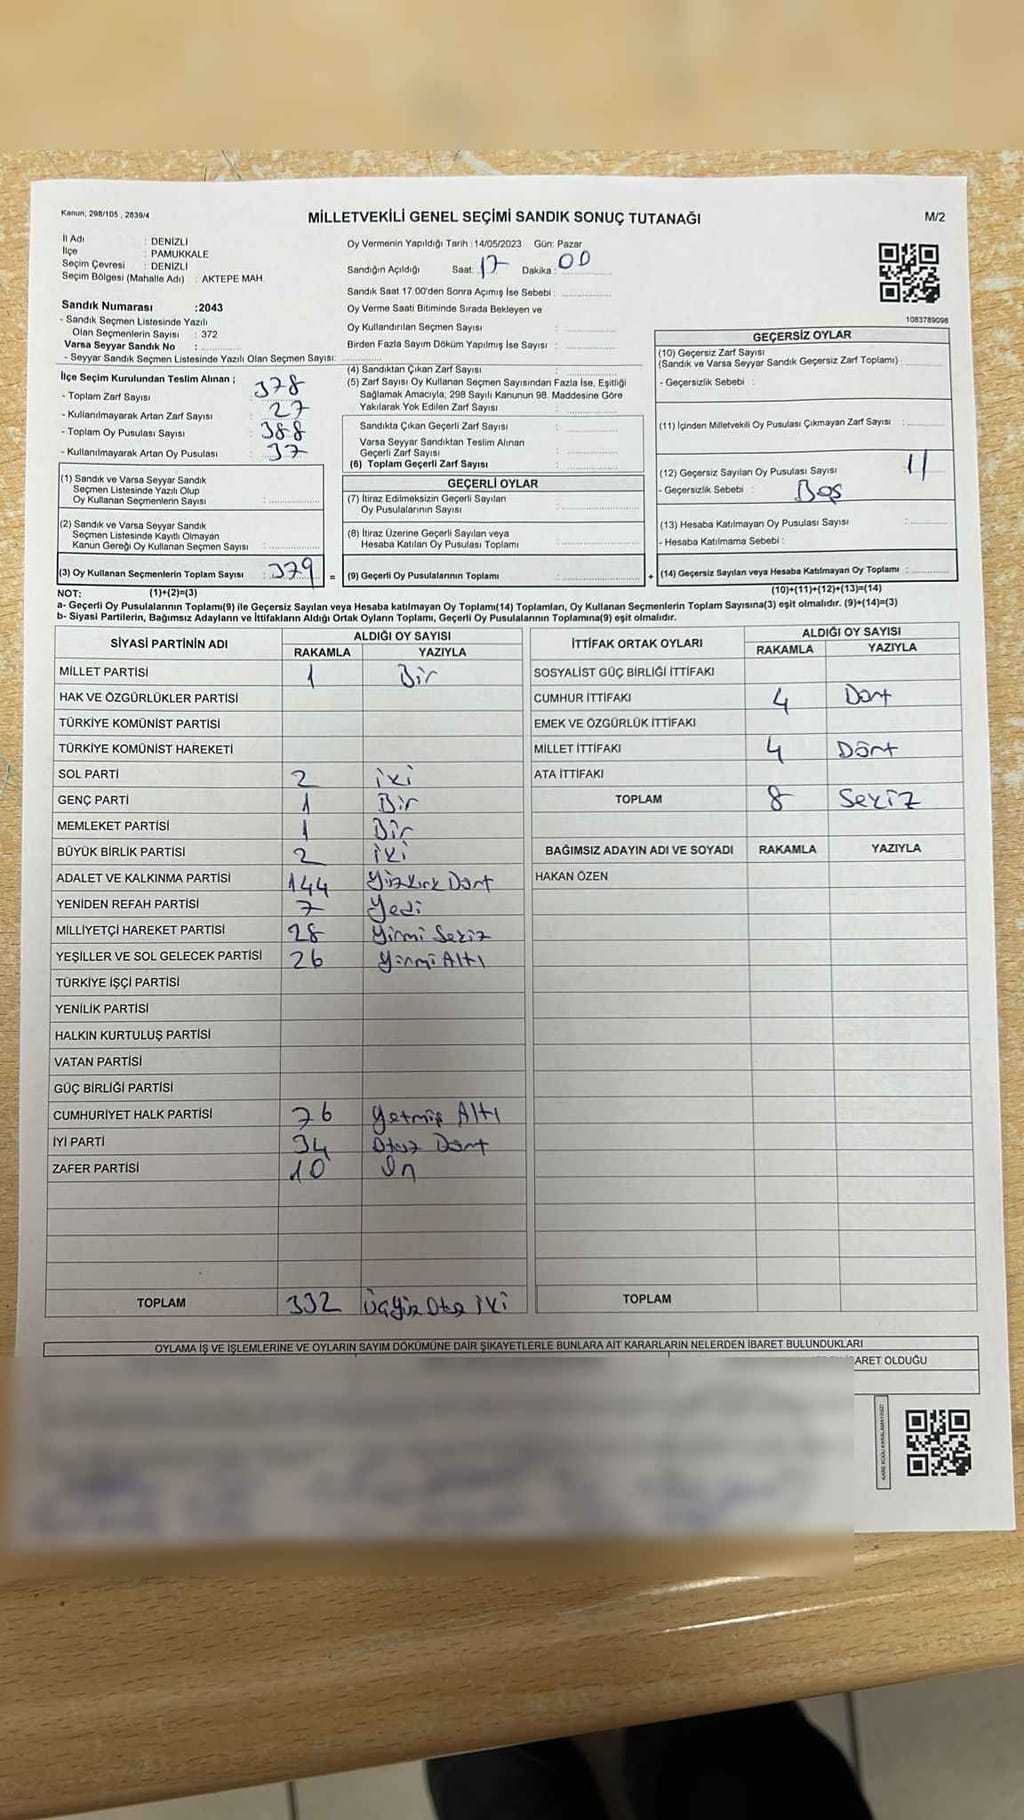 Kanun; 298/105 , 2839/4
MİLLETVEKİLİ GENEL SEÇİMİ SANDIK SONUÇ TUTANAĞI
M/2
İl Adı : DENİZLİ
İlçe : PAMUKKALE
Seçim Çevresi : DENİZLİ
Seçim Bölgesi (Mahalle Adı) : AKTEPE MAH
Sandık Numarası :2043
- Sandık Seçmen Listesinde Yazılı
Olan Seçmenlerin Sayısı : 372
Varsa Seyyar Sandık No :
- Seyyar Sandık Seçmen Listesinde Yazılı Olan Seçmen Sayısı:
Oy Vermenin Yapıldığı Tarih :14/05/2023 Gün: Pazar
Sandığın Açıldığı Saat: 17 Dakika : 00
Sandık Saat 17.00'den Sonra Açılmış İse Sebebi :
Oy Verme Saati Bitiminde Sırada Bekleyen ve
Oy Kullandırılan Seçmen Sayısı :
Birden Fazla Sayım Döküm Yapılmış İse Sayısı :
1083789098
İlçe Seçim Kurulundan Teslim Alınan ;
- Toplam Zarf Sayısı : 378
- Kullanılmayarak Artan Zarf Sayısı : 27
- Toplam Oy Pusulası Sayısı : 388
- Kullanılmayarak Artan Oy Pusulası : 37
(1) Sandık ve Varsa Seyyar Sandık
Seçmen Listesinde Yazılı Olup
Oy Kullanan Seçmenlerin Sayısı :
(2) Sandık ve Varsa Seyyar Sandık
Seçmen Listesinde Kayıtlı Olmayan
Kanun Gereği Oy Kullanan Seçmen Sayısı :
(3) Oy Kullanan Seçmenlerin Toplam Sayısı : 379 =
(4) Sandıktan Çıkan Zarf Sayısı :
(5) Zarf Sayısı Oy Kullanan Seçmen Sayısından Fazla İse, Eşitliği
Sağlamak Amacıyla, 298 Sayılı Kanunun 98. Maddesine Göre
Yakılarak Yok Edilen Zarf Sayısı :
Sandıkta Çıkan Geçerli Zarf Sayısı :
Varsa Seyyar Sandıktan Teslim Alınan
Geçerli Zarf Sayısı :
(6) Toplam Geçerli Zarf Sayısı :
GEÇERLİ OYLAR
(7) İtiraz Edilmeksizin Geçerli Sayılan
Oy Pusulalarının Sayısı :
(8) İtiraz Üzerine Geçerli Sayılan veya
Hesaba Katılan Oy Pusulası Toplamı :
(9) Geçerli Oy Pusulalarının Toplamı : +
GEÇERSİZ OYLAR
(10) Geçersiz Zarf Sayısı
(Sandık ve Varsa Seyyar Sandık Geçersiz Zarf Toplamı) :
- Geçersizlik Sebebi :
(11) İçinden Milletvekili Oy Pusulası Çıkmayan Zarf Sayısı :
(12) Geçersiz Sayılan Oy Pusulası Sayısı : 11
- Geçersizlik Sebebi : Boş
(13) Hesaba Katılmayan Oy Pusulası Sayısı :
- Hesaba Katılmama Sebebi :
(14) Geçersiz Sayılan veya Hesaba Katılmayan Oy Toplamı :
NOT: (1)+(2)=(3)
(10)+(11)+(12)+(13)=(14)
a- Geçerli Oy Pusulalarının Toplamı(9) ile Geçersiz Sayılan veya Hesaba katılmayan Oy Toplamı(14) Toplamları, Oy Kullanan Seçmenlerin Toplam Sayısına(3) eşit olmalıdır. (9)+(14)=(3)
b- Siyasi Partilerin, Bağımsız Adayların ve İttifakların Aldığı Ortak Oyların Toplamı, Geçerli Oy Pusulalarının Toplamına(9) eşit olmalıdır.
SİYASİ PARTİNİN ADI ALDIĞI OY SAYISI
RAKAMLA YAZIYLA
MİLLET PARTİSİ 1 Bir
HAK VE ÖZGÜRLÜKLER PARTİSİ
TÜRKİYE KOMÜNİST PARTİSİ
TÜRKİYE KOMÜNİST HAREKETİ
SOL PARTİ 2 iki
GENÇ PARTİ 1 Bir
MEMLEKET PARTİSİ 1 Bir
BÜYÜK BİRLİK PARTİSİ 2 iki
ADALET VE KALKINMA PARTİSİ 144 Yüzkırk Dört
YENİDEN REFAH PARTİSİ 7 Yedi
MİLLİYETÇİ HAREKET PARTİSİ 28 Yirmi Sekiz
YEŞİLLER VE SOL GELECEK PARTİSİ 26 Yirmi Altı
TÜRKİYE İŞÇİ PARTİSİ
YENİLİK PARTİSİ
HALKIN KURTULUŞ PARTİSİ
VATAN PARTİSİ
GÜÇ BİRLİĞİ PARTİSİ
CUMHURİYET HALK PARTİSİ 76 Yetmiş Altı
İYİ PARTİ 34 Otuz Dört
ZAFER PARTİSİ 10 On
TOPLAM 332 Üçyüz Otuz iki
İTTİFAK ORTAK OYLARI ALDIĞI OY SAYISI
RAKAMLA YAZIYLA
SOSYALİST GÜÇ BİRLİĞİ İTTİFAKI
CUMHUR İTTİFAKI 4 Dört
EMEK VE ÖZGÜRLÜK İTTİFAKI
MİLLET İTTİFAKI 4 Dört
ATA İTTİFAKI
TOPLAM 8 Sekiz
BAĞIMSIZ ADAYIN ADI VE SOYADI RAKAMLA YAZIYLA
HAKAN ÖZEN
TOPLAM
OYLAMA İŞ VE İŞLEMLERİNE VE OYLARIN SAYIM DÖKÜMÜNE DAİR ŞİKAYETLERLE BUNLARA AİT KARARLARIN NELERDEN İBARET BULUNDUKLARI
OLDUĞU
KARE KODU KARALAMAYINIZ!